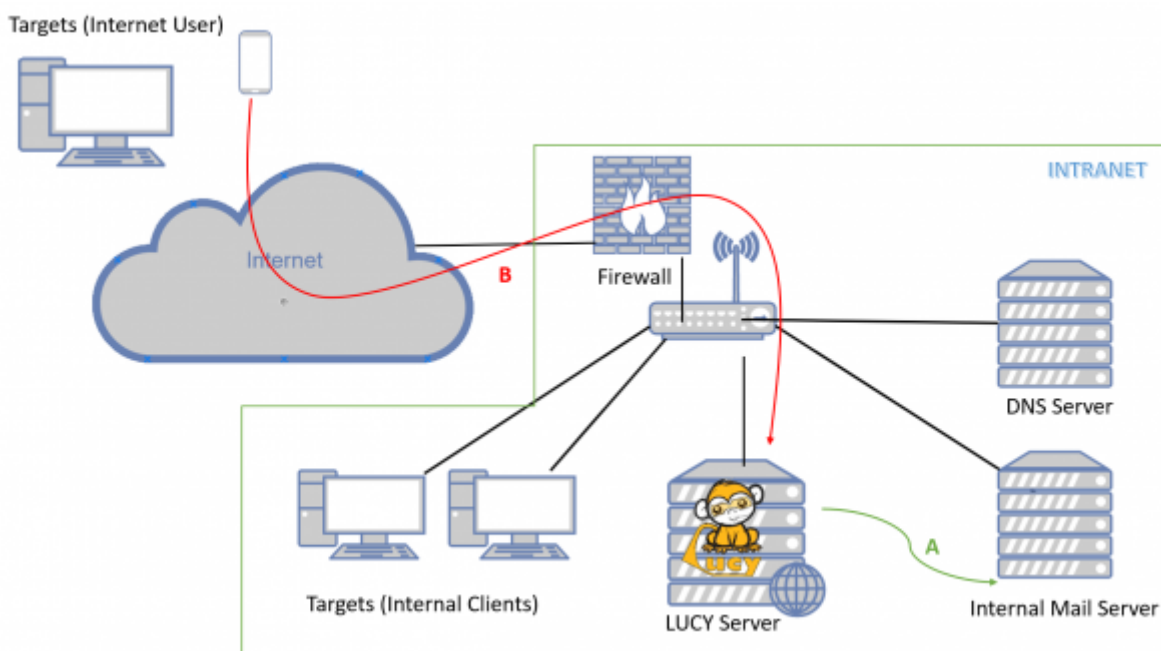 Targets (Internet User)
INTRANET
Internet
B
Firewall
DNS Server
LUCY
A
Targets (Internal Clients)
LUCY Server
Internal Mail Server